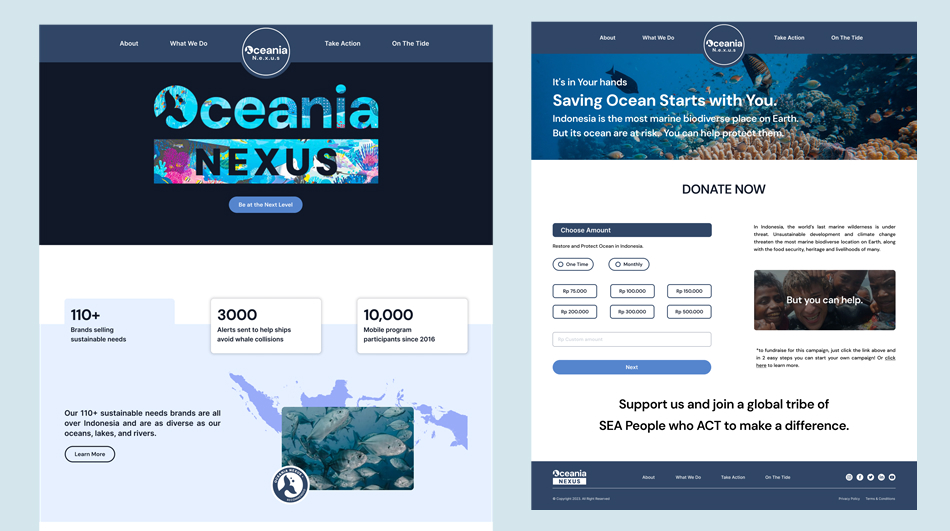 About
What We Do
Oceania
N.e.x.u.s
Take Action
On The Tide
Oceania
NEXUS
Be at the Next Level
110+
Brands selling
sustainable needs
3000
Alerts sent to help ships
avoid whale collisions
10,000
Mobile program
participants since 2016
Our 110+ sustainable needs brands are all
over Indonesia and are as diverse as our
oceans, lakes, and rivers.
Learn More
OCEANIA NEXUS
About
What We Do
Oceania
N.e.x.u.s
Take Action
On The Tide
It's in Your hands
Saving Ocean Starts with You.
Indonesia is the most marine biodiverse place on Earth.
But its ocean are at risk. You can help protect them.
DONATE NOW
Choose Amount
Restore and Protect Ocean in Indonesia.
One Time
Monthly
Rp 75,000
Rp 100.000
Rp 150.000
Rp 200.000
Rp 300.000
Rp 500.000
Rp Custom amount
Next
In Indonesia, the world's last marine wilderness is under
threat. Unsustainable development and climate change
threaten the most marine biodiverse location on Earth, along
with the food security, heritage and livelihoods of many.
But you can help.
*to fundraise for this campaign, just click the link above and
in 2 easy steps you can start your own campaign! Or click
here to learn more.
Support us and join a global tribe of
SEA People who ACT to make a difference.
Oceania
NEXUS
About
What We Do
Take Action
On The Tide
© Copyright 2023, All Right Reserved
Privacy Policy
Terms & Conditions